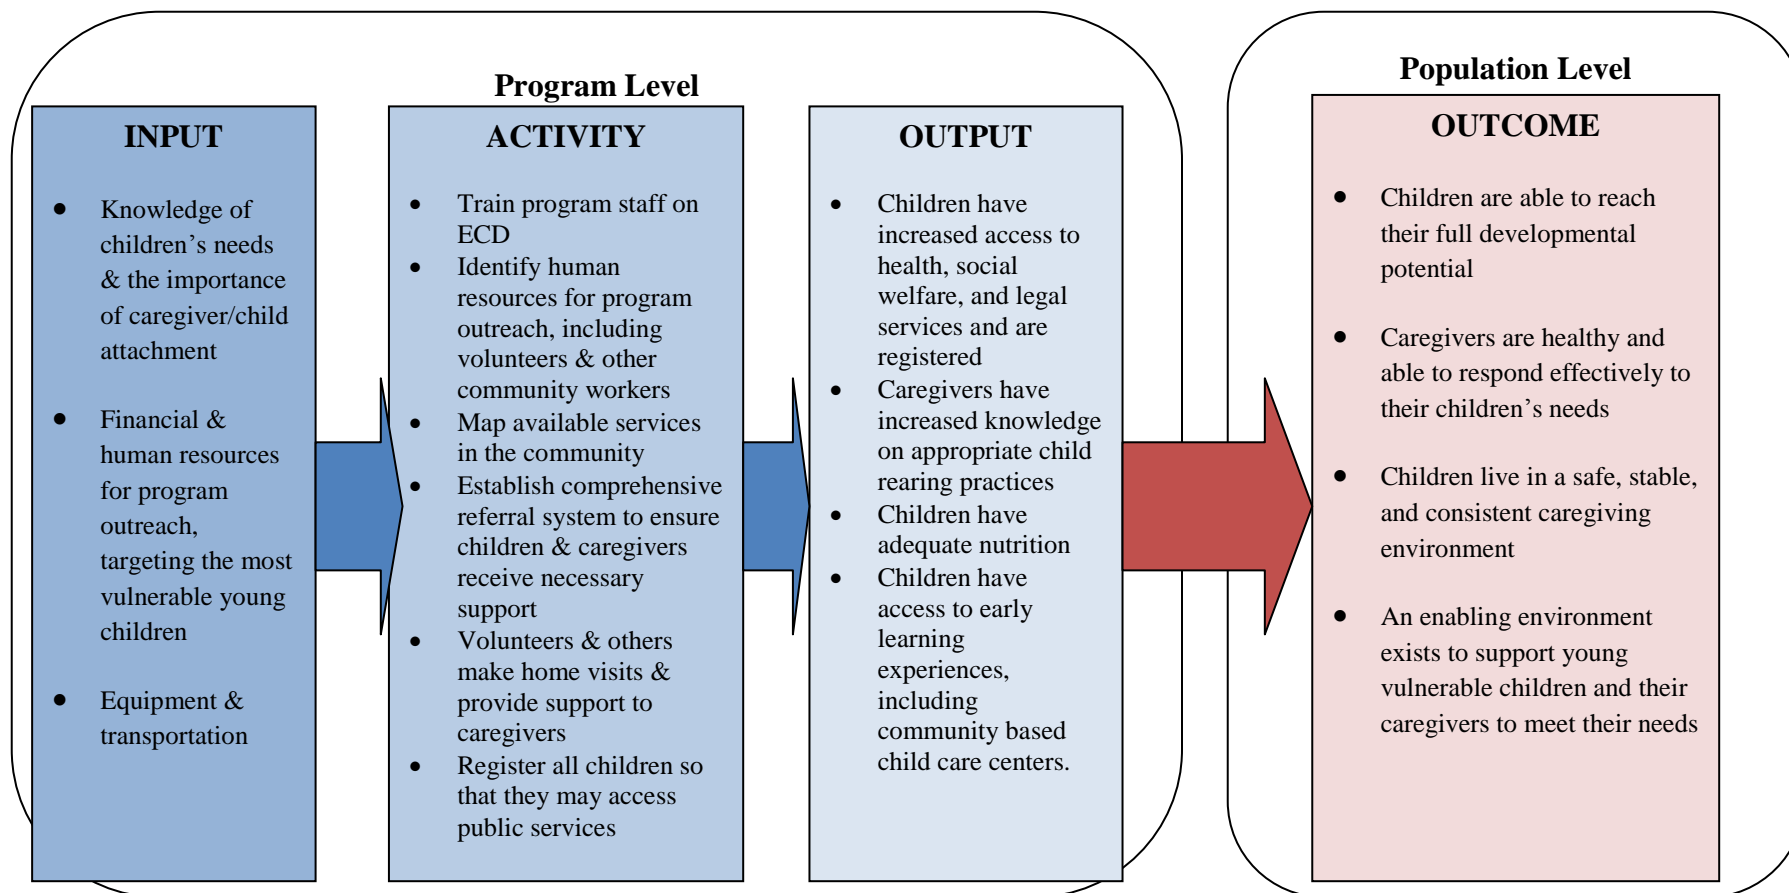 Program Level
INPUT
• Knowledge of
children’s needs
& the importance
of caregiver/child
attachment
• Financial &
human resources
for program
outreach,
targeting the most
vulnerable young
children
• Equipment &
transportation
ACTIVITY
• Train program staff on
ECD
• Identify human
resources for program
outreach, including
volunteers & other
community workers
• Map available services
in the community
• Establish comprehensive
referral system to ensure
children & caregivers
receive necessary
support
• Volunteers & others
make home visits &
provide support to
caregivers
• Register all children so
that they may access
public services
OUTPUT
• Children have
increased access to
health, social
welfare, and legal
services and are
registered
• Caregivers have
increased knowledge
on appropriate child
rearing practices
• Children have
adequate nutrition
• Children have
access to early
learning
experiences,
including
community based
child care centers.
Population Level
OUTCOME
• Children are able to reach
their full developmental
potential
• Caregivers are healthy and
able to respond effectively to
their children’s needs
• Children live in a safe, stable,
and consistent caregiving
environment
• An enabling environment
exists to support young
vulnerable children and their
caregivers to meet their needs